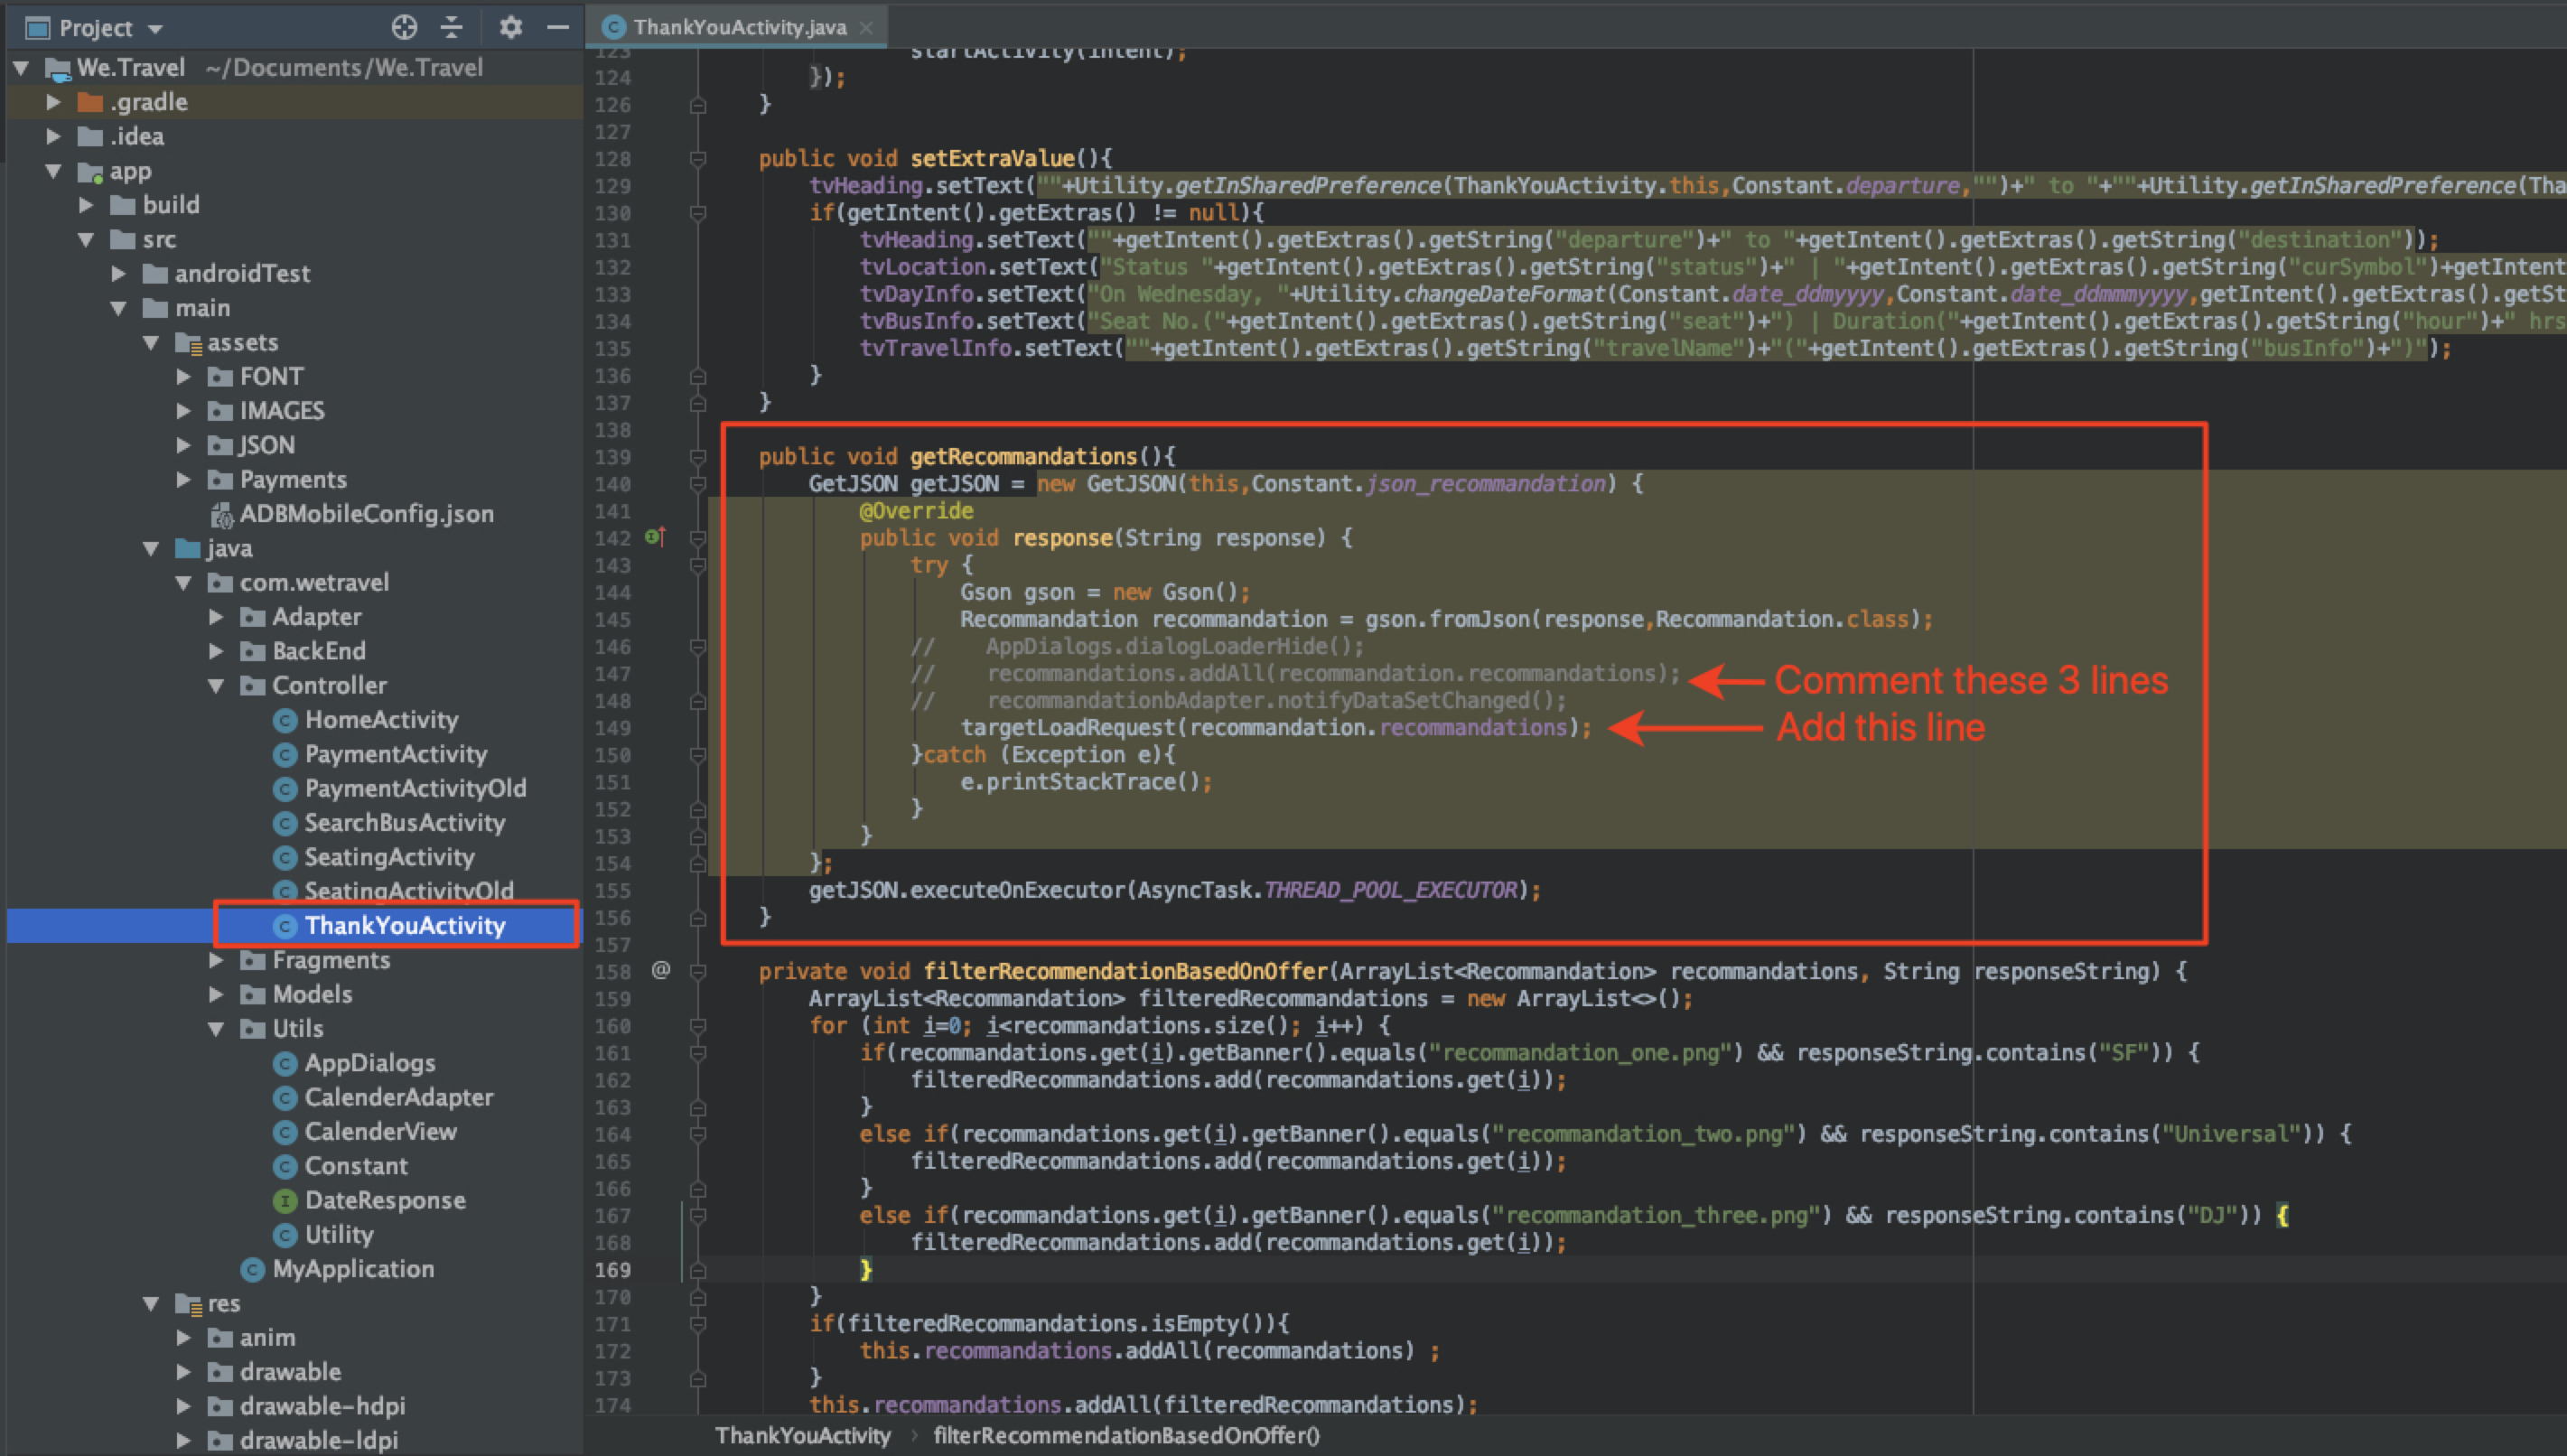 Project
We.Travel ~/Documents/We.Travel
.gradle
.idea
app
build
src
androidTest
main
assets
FONT
IMAGES
JSON
Payments
ADBMobileConfig.json
java
com.wetravel
Adapter
BackEnd
Controller
HomeActivity
PaymentActivity
PaymentActivityOld
SearchBusActivity
SeatingActivity
SeatingActivityOld
ThankYouActivity
Fragments
Models
Utils
AppDialogs
CalenderAdapter
CalenderView
Constant
DateResponse
Utility
MyApplication
res
anim
drawable
drawable-hdpi
drawable-ldpi
ThankYouActivity.java
123 startActivity(intent);
124 });
126 }
127
128 public void setExtraValue(){
129 tvHeading.setText(""+Utility.getInSharedPreference(ThankYouActivity.this,Constant.departure,"")+" to "+""+Utility.getInSharedPreference(Tha
130 if(getIntent().getExtras() != null){
131 tvHeading.setText(""+getIntent().getExtras().getString("departure")+" to "+getIntent().getExtras().getString("destination"));
132 tvLocation.setText("Status "+getIntent().getExtras().getString("status")+" | "+getIntent().getExtras().getString("curSymbol")+getIntent
133 tvDayInfo.setText("On Wednesday, "+Utility.changeDateFormat(Constant.date_ddmyyyy,Constant.date_ddmmmyyyy,getIntent().getExtras().getSt
134 tvBusInfo.setText("Seat No.("+getIntent().getExtras().getString("seat")+") | Duration("+getIntent().getExtras().getString("hour")+" hrs
135 tvTravelInfo.setText(""+getIntent().getExtras().getString("travelName")+"("+getIntent().getExtras().getString("busInfo")+")");
136 }
137 }
138
139 public void getRecommandations(){
140 GetJSON getJSON = new GetJSON(this,Constant.json_recommandation) {
141 @Override
142 public void response(String response) {
143 try {
144 Gson gson = new Gson();
145 Recommandation recommandation = gson.fromJson(response,Recommandation.class);
146 // AppDialogs.dialogLoaderHide();
147 // recommandations.addAll(recommandation.recommandations); Comment these 3 lines
148 // recommandationbAdapter.notifyDataSetChanged();
149 targetLoadRequest(recommandation.recommandations); Add this line
150 }catch (Exception e){
151 e.printStackTrace();
152 }
153 }
154 };
155 getJSON.executeOnExecutor(AsyncTask.THREAD_POOL_EXECUTOR);
156 }
157
158 @ private void filterRecommendationBasedOnOffer(ArrayList<Recommandation> recommandations, String responseString) {
159 ArrayList<Recommandation> filteredRecommandations = new ArrayList<>();
160 for (int i=0; i<recommandations.size(); i++) {
161 if(recommandations.get(i).getBanner().equals("recommandation_one.png") && responseString.contains("SF")) {
162 filteredRecommandations.add(recommandations.get(i));
163 }
164 else if(recommandations.get(i).getBanner().equals("recommandation_two.png") && responseString.contains("Universal")) {
165 filteredRecommandations.add(recommandations.get(i));
166 }
167 else if(recommandations.get(i).getBanner().equals("recommandation_three.png") && responseString.contains("DJ")) {
168 filteredRecommandations.add(recommandations.get(i));
169 }
170 }
171 if(filteredRecommandations.isEmpty()){
172 this.recommandations.addAll(recommandations) ;
173 }
174 this.recommandations.addAll(filteredRecommandations);
ThankYouActivity › filterRecommendationBasedOnOffer()